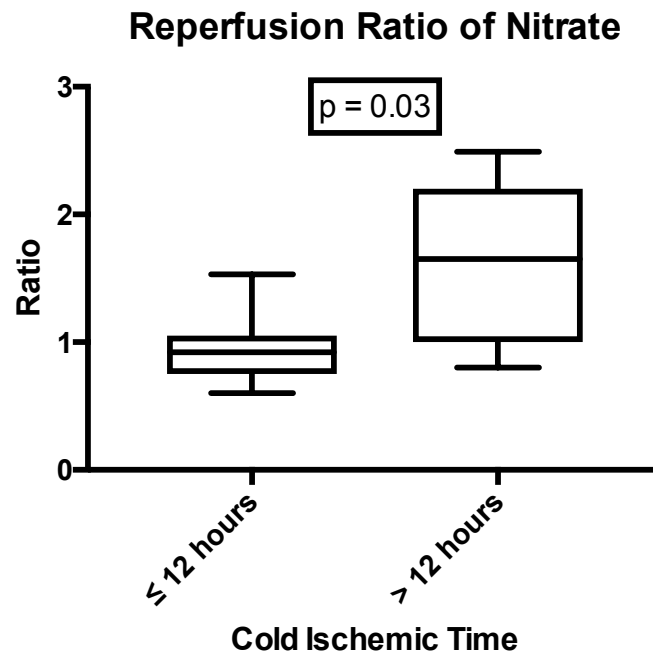 Reperfusion Ratio of Nitrate
p = 0.03
3
2
1
0
Ratio
≤ 12 hours
> 12 hours
Cold Ischemic Time